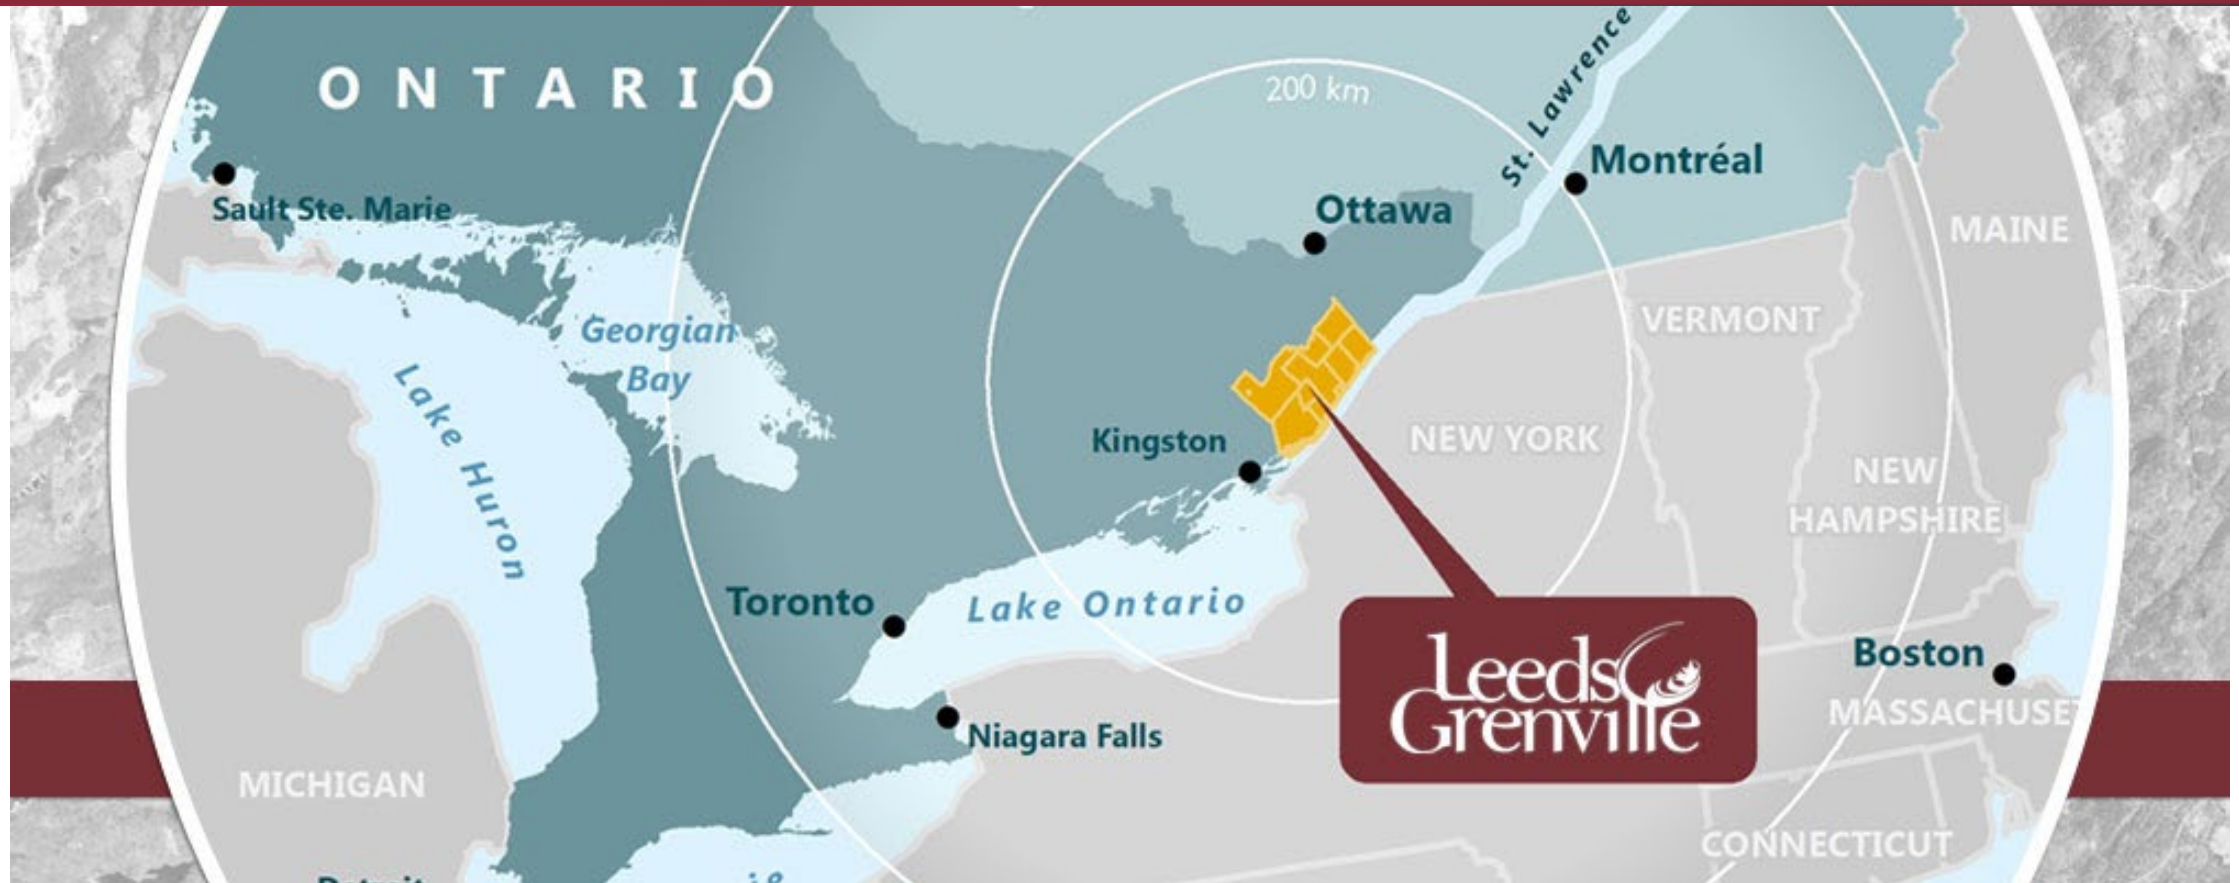 ONTARIO
200 km
St. Lawrence
Montréal
Sault Ste. Marie
Ottawa
MAINE
Georgian
Bay
VERMONT
Lake Huron
Kingston
NEW YORK
NEW
HAMPSHIRE
Toronto
Lake Ontario
Leeds
Grenville
Boston
MASSACHUSE
Niagara Falls
MICHIGAN
CONNECTICUT
Detroit